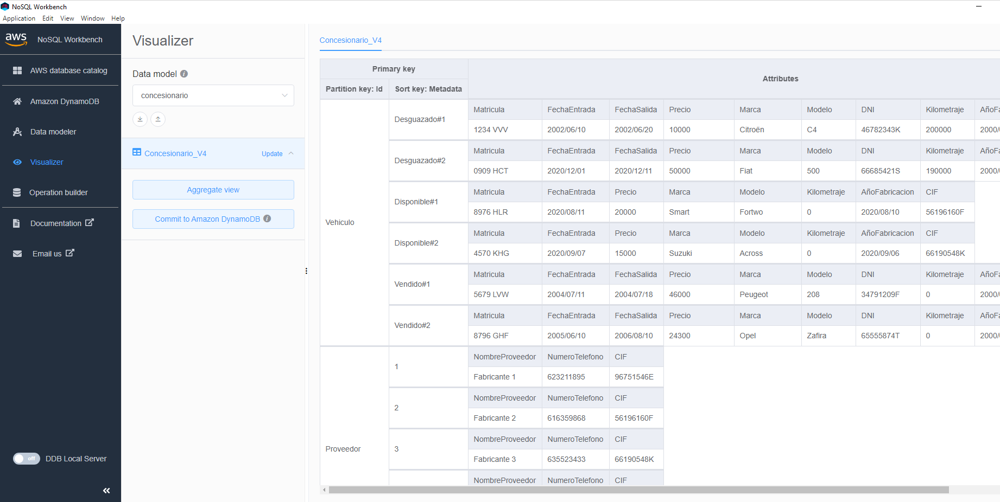 NoSQL Workbench
Application Edit View Window Help
aws NoSQL Workbench
AWS database catalog
Amazon DynamoDB
Data modeler
Visualizer
Operation builder
Documentation
Email us
off DDB Local Server
Visualizer
Data model
concesionario
Concesionario_V4 Update
Aggregate view
Commit to Amazon DynamoDB
Concesionario_V4
Primary key Attributes
Partition key: Id Sort key: Metadata
Vehiculo
Desguazado#1
Matricula FechaEntrada FechaSalida Precio Marca Modelo DNI Kilometraje AñoFa
1234 VVV 2002/06/10 2002/06/20 10000 Citroën C4 46782343K 200000 2000/
Desguazado#2
Matricula FechaEntrada FechaSalida Precio Marca Modelo DNI Kilometraje AñoFa
0909 HCT 2020/12/01 2020/12/11 50000 Fiat 500 66685421S 190000 2000/
Disponible#1
Matricula FechaEntrada Precio Marca Modelo Kilometraje AñoFabricacion CIF
8976 HLR 2020/08/11 20000 Smart Fortwo 0 2020/08/10 56196160F
Disponible#2
Matricula FechaEntrada Precio Marca Modelo Kilometraje AñoFabricacion CIF
4570 KHG 2020/09/07 15000 Suzuki Across 0 2020/09/06 66190548K
Vendido#1
Matricula FechaEntrada FechaSalida Precio Marca Modelo DNI Kilometraje AñoFa
5679 LVW 2004/07/11 2004/07/18 46000 Peugeot 208 34791209F 0 2000/
Vendido#2
Matricula FechaEntrada FechaSalida Precio Marca Modelo DNI Kilometraje AñoFa
8796 GHF 2005/06/10 2006/08/10 24300 Opel Zafira 65555874T 0 2000/
Proveedor
1
NombreProveedor NumeroTelefono CIF
Fabricante 1 623211895 96751546E
2
NombreProveedor NumeroTelefono CIF
Fabricante 2 616359868 56196160F
3
NombreProveedor NumeroTelefono CIF
Fabricante 3 635523433 66190548K
NombreProveedor NumeroTelefono CIF